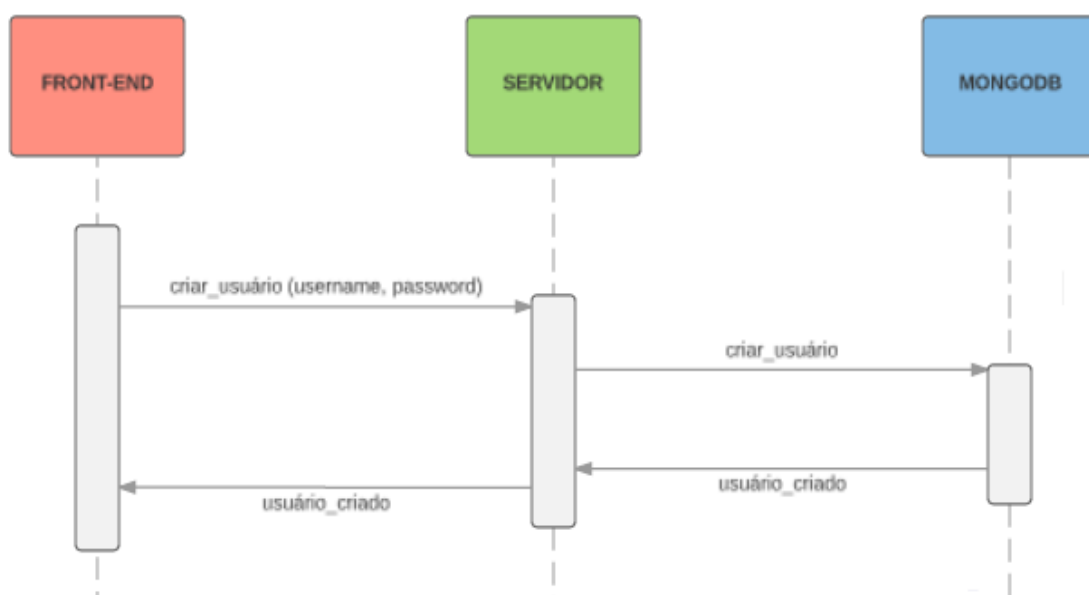 FRONT-END
SERVIDOR
MONGODB
criar_usuário (username, password)
criar_usuário
usuário_criado
usuário_criado